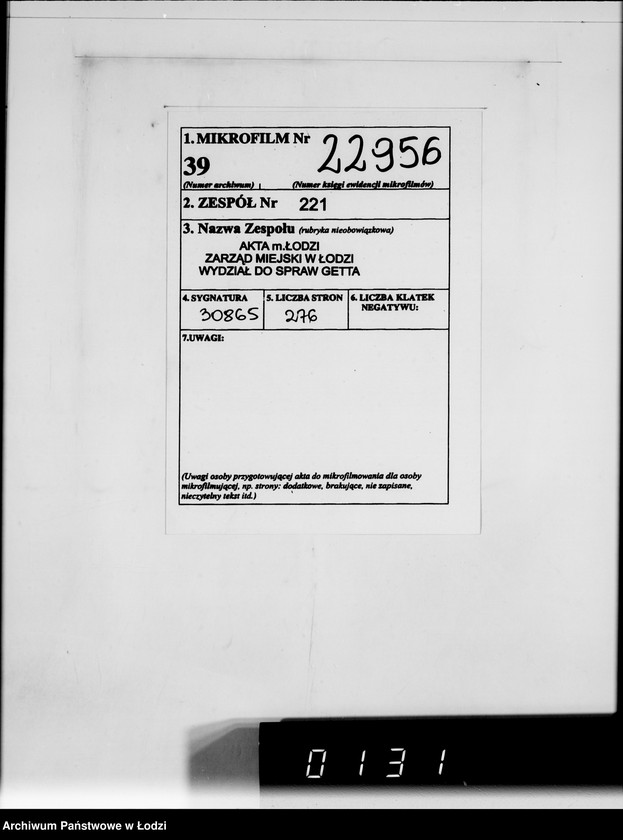 1. MIKROFILM Nr 22956
39
(Numer archiwum) (Numer księgi ewidencji mikrofilmów)
2. ZESPÓŁ Nr 221
3. Nazwa Zespołu (rubryka nieobowiązkowa)
AKTA m.ŁODZI
ZARZĄD MIEJSKI W ŁODZI
WYDZIAŁ DO SPRAW GETTA
4. SYGNATURA 5. LICZBA STRON 6. LICZBA KLATEK
NEGATYWU:
30865 276
7.UWAGI:
(Uwagi osoby przygotowującej akta do mikrofilmowania dla osoby
mikrofilmującej, np. strony: dodatkowe, brakujące, nie zapisane,
nieczytelny tekst itd.)
0131
Archiwum Państwowe w Łodzi